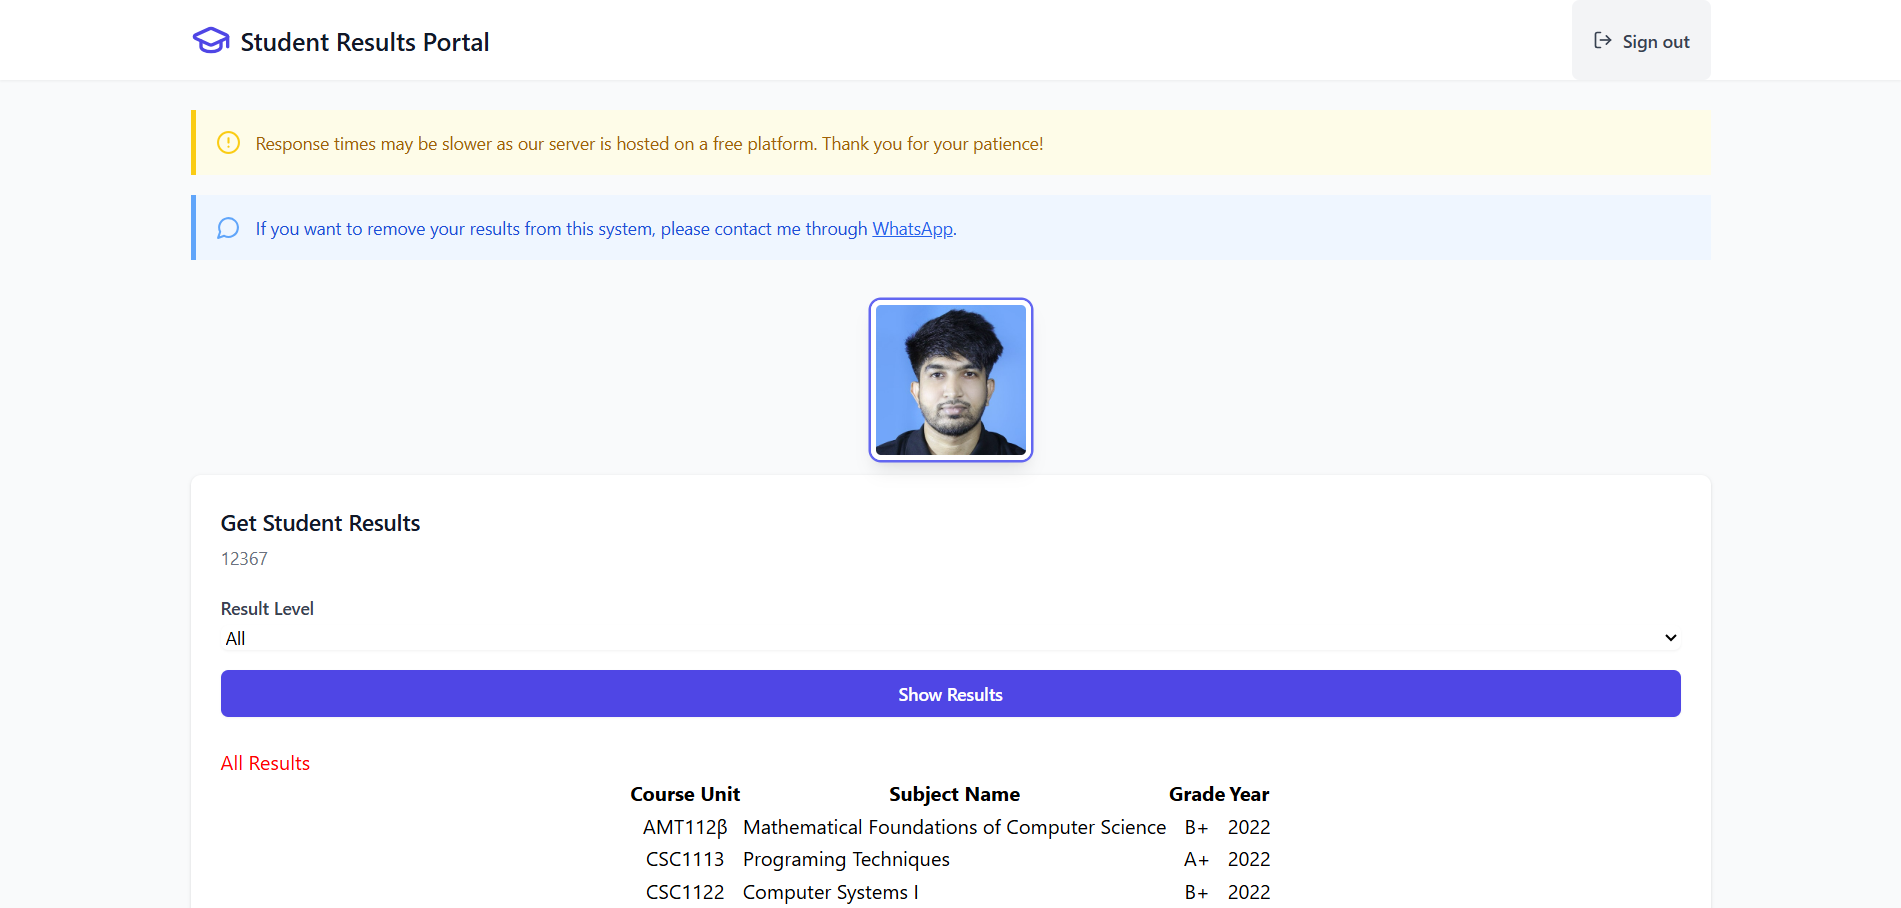 Student Results Portal
Sign out
Response times may be slower as our server is hosted on a free platform. Thank you for your patience!
If you want to remove your results from this system, please contact me through WhatsApp.
Get Student Results
12367
Result Level
All
Show Results
All Results
Course Unit Subject Name Grade Year
AMT112β Mathematical Foundations of Computer Science B+ 2022
CSC1113 Programing Techniques A+ 2022
CSC1122 Computer Systems I B+ 2022